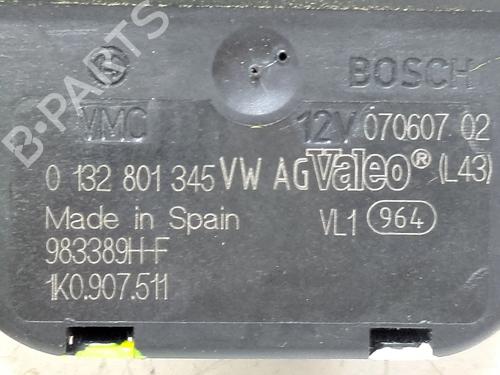 BOSCH
VMC 12V 070607 02
0 132 801 345 VW AG Valeo® (L43)
Made in Spain VL1 964
983389H-F
1K0.907.511
B-PARTS